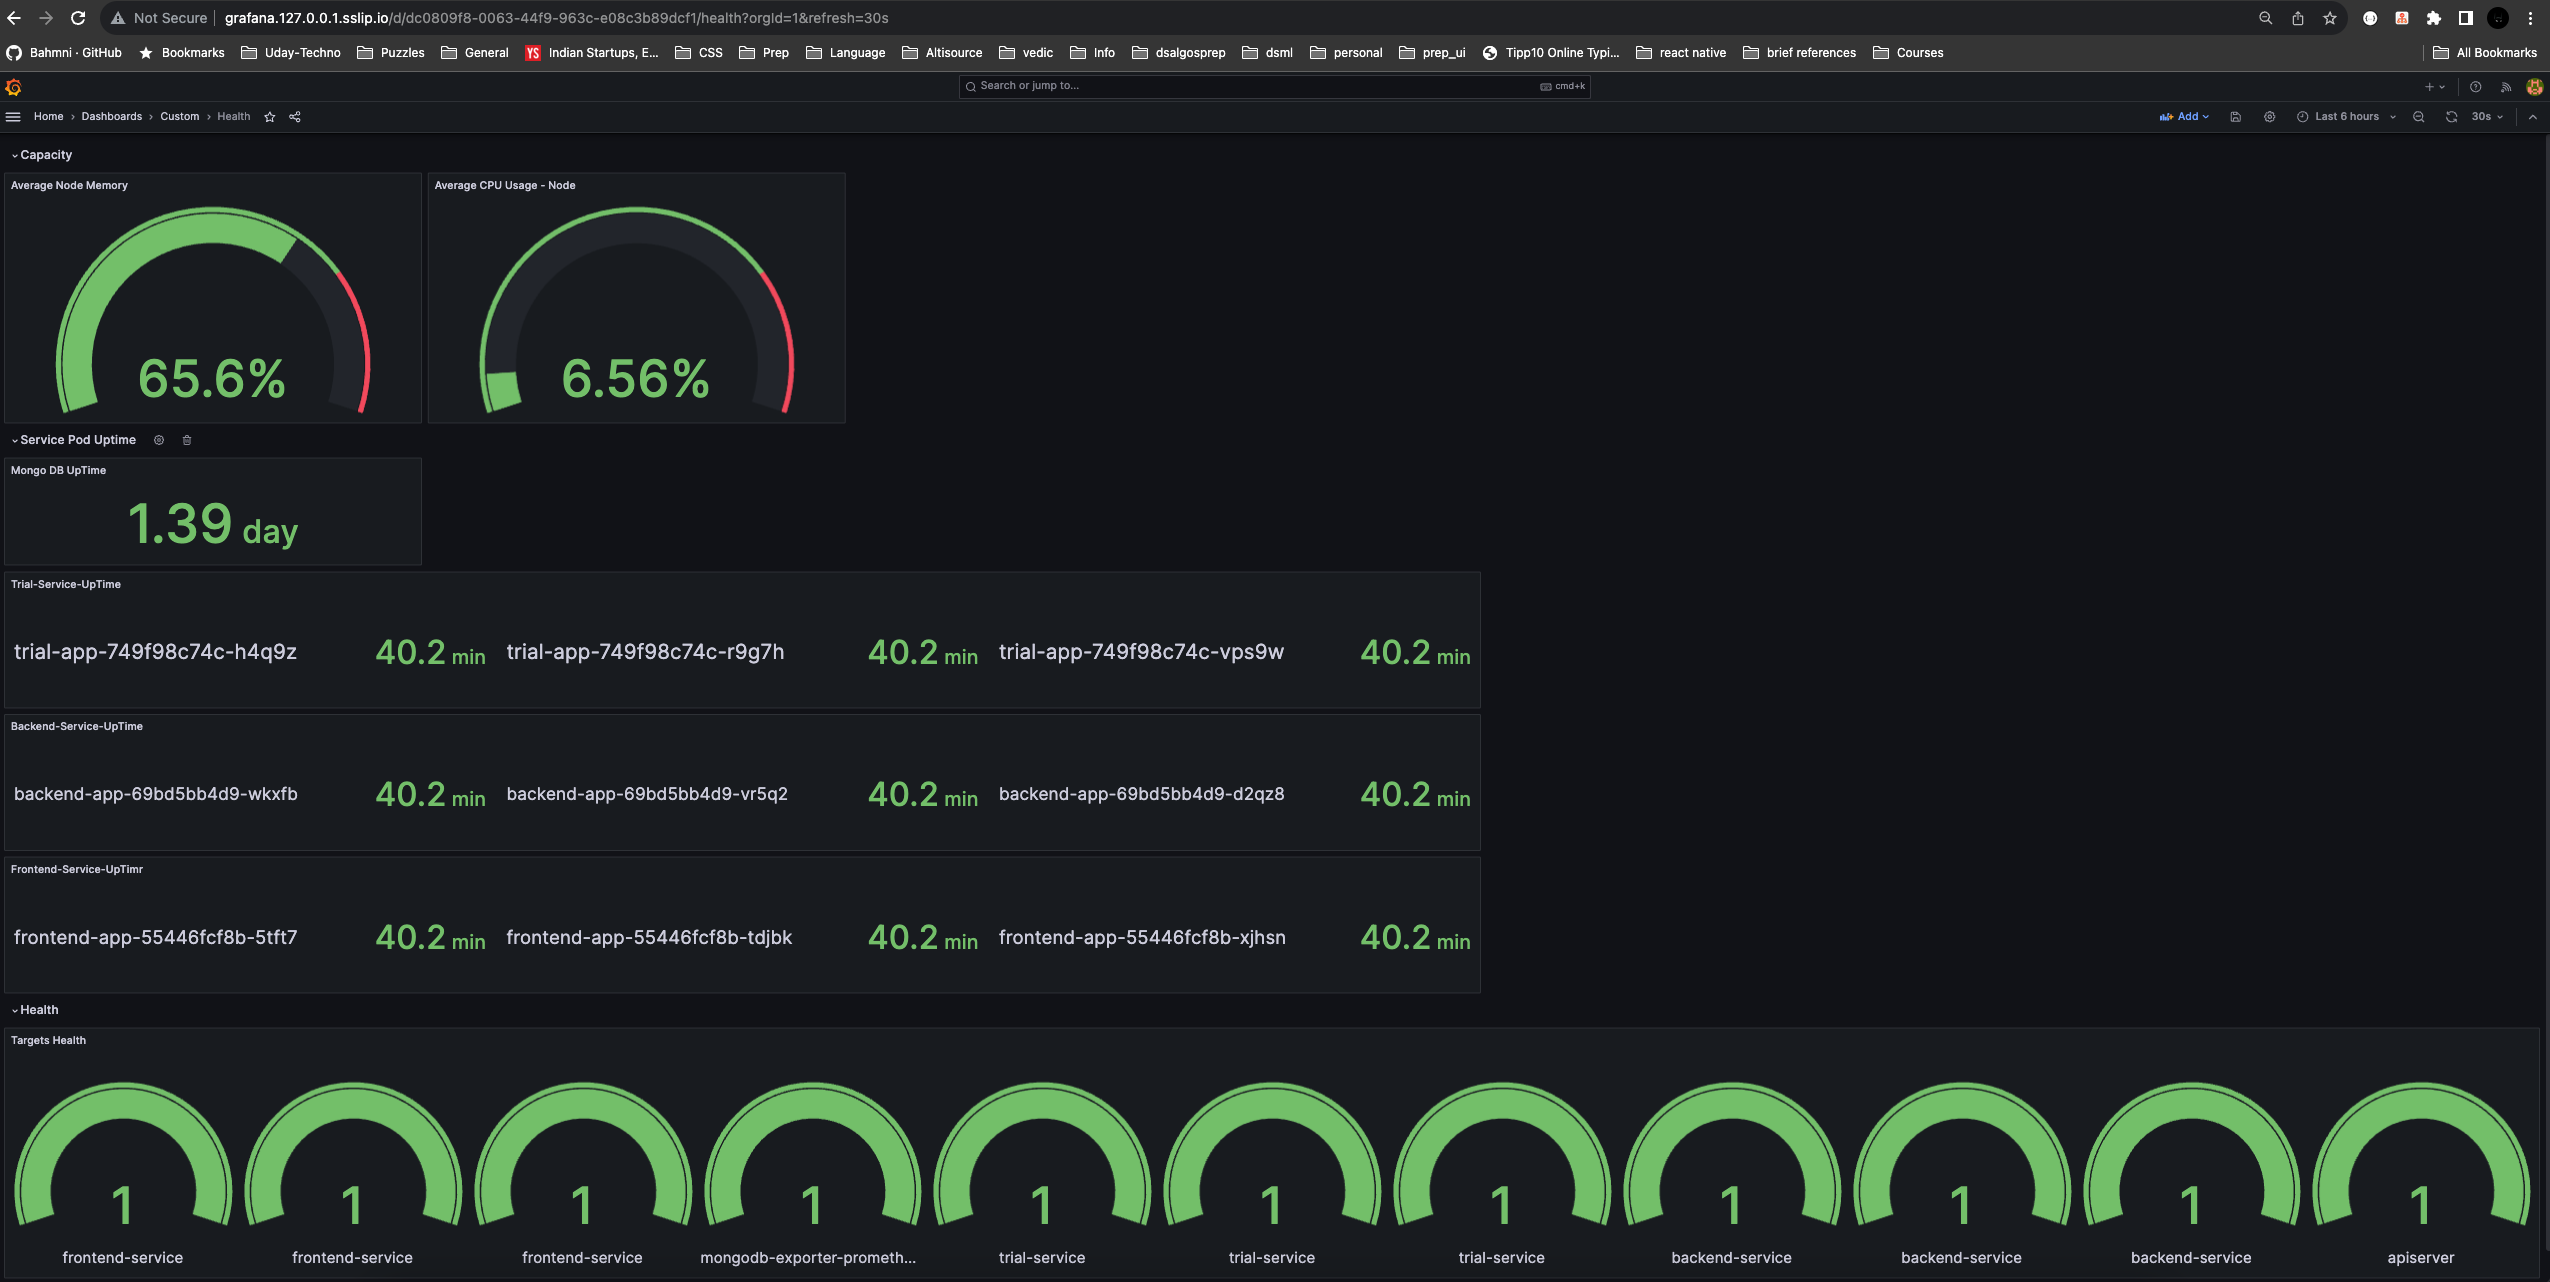 Not Secure grafana.127.0.0.1.sslip.io/d/dc0809f8-0063-44f9-963c-e08c3b89dcf1/health?orgId=1&refresh=30s
Bahmni · GitHub Bookmarks Uday-Techno Puzzles General YS Indian Startups, E... CSS Prep Language Altisource vedic Info dsalgosprep dsml personal prep_ui Tipp10 Online Typi... react native brief references Courses All Bookmarks
Search or jump to... cmd+k
Home › Dashboards › Custom › Health Add Last 6 hours 30s
Capacity
Average Node Memory Average CPU Usage - Node
65.6% 6.56%
Service Pod Uptime
Mongo DB UpTime
1.39 day
Trial-Service-UpTime
trial-app-749f98c74c-h4q9z 40.2 min trial-app-749f98c74c-r9g7h 40.2 min trial-app-749f98c74c-vps9w 40.2 min
Backend-Service-UpTime
backend-app-69bd5bb4d9-wkxfb 40.2 min backend-app-69bd5bb4d9-vr5q2 40.2 min backend-app-69bd5bb4d9-d2qz8 40.2 min
Frontend-Service-UpTimr
frontend-app-55446fcf8b-5tft7 40.2 min frontend-app-55446fcf8b-tdjbk 40.2 min frontend-app-55446fcf8b-xjhsn 40.2 min
Health
Targets Health
1 1 1 1 1 1 1 1 1 1 1
frontend-service frontend-service frontend-service mongodb-exporter-prometh... trial-service trial-service trial-service backend-service backend-service backend-service apiserver